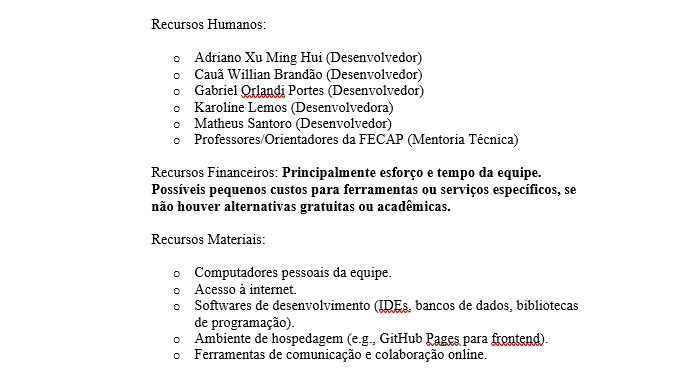 Recursos Humanos:
o Adriano Xu Ming Hui (Desenvolvedor)
o Cauã Willian Brandão (Desenvolvedor)
o Gabriel Orlandi Portes (Desenvolvedor)
o Karoline Lemos (Desenvolvedora)
o Matheus Santoro (Desenvolvedor)
o Professores/Orientadores da FECAP (Mentoria Técnica)
Recursos Financeiros: Principalmente esforço e tempo da equipe.
Possíveis pequenos custos para ferramentas ou serviços específicos, se
não houver alternativas gratuitas ou acadêmicas.
Recursos Materiais:
o Computadores pessoais da equipe.
o Acesso à internet.
o Softwares de desenvolvimento (IDEs, bancos de dados, bibliotecas
de programação).
o Ambiente de hospedagem (e.g., GitHub Pages para frontend).
o Ferramentas de comunicação e colaboração online.